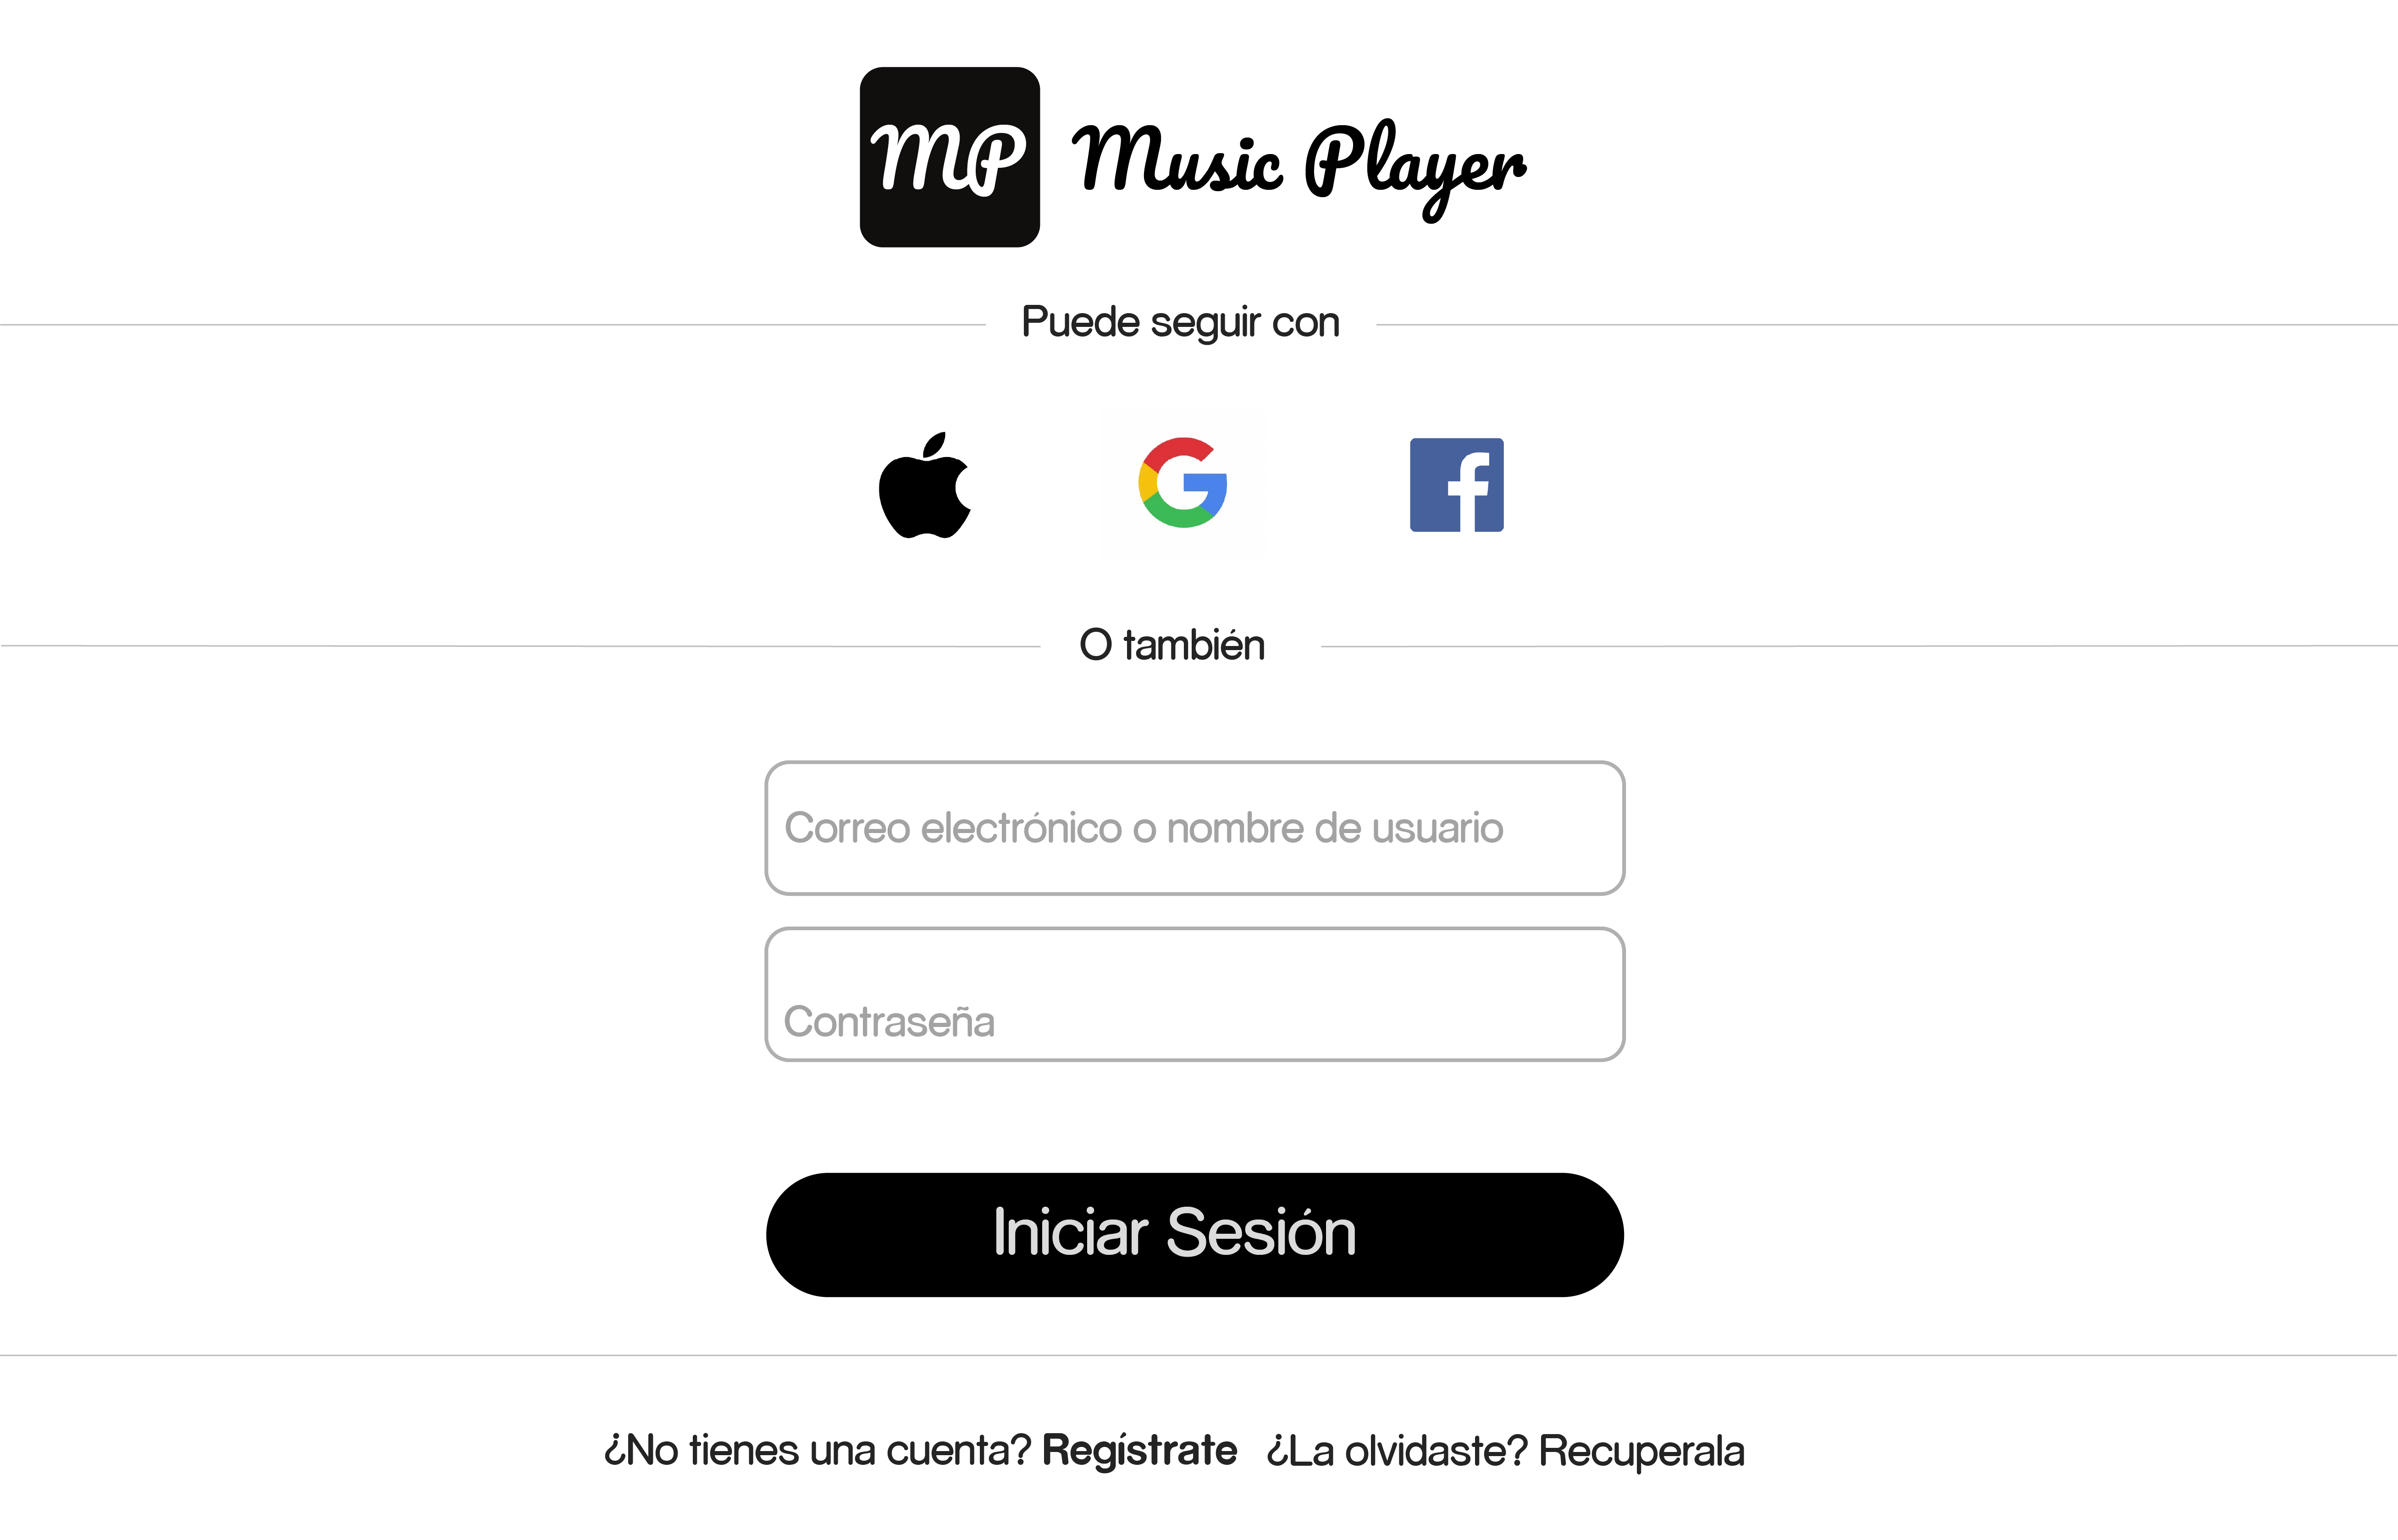 MP Music Player
Puede seguir con
O también
Correo electrónico o nombre de usuario
Contraseña
Iniciar Sesión
¿No tienes una cuenta? Regístrate ¿La olvidaste? Recuperala